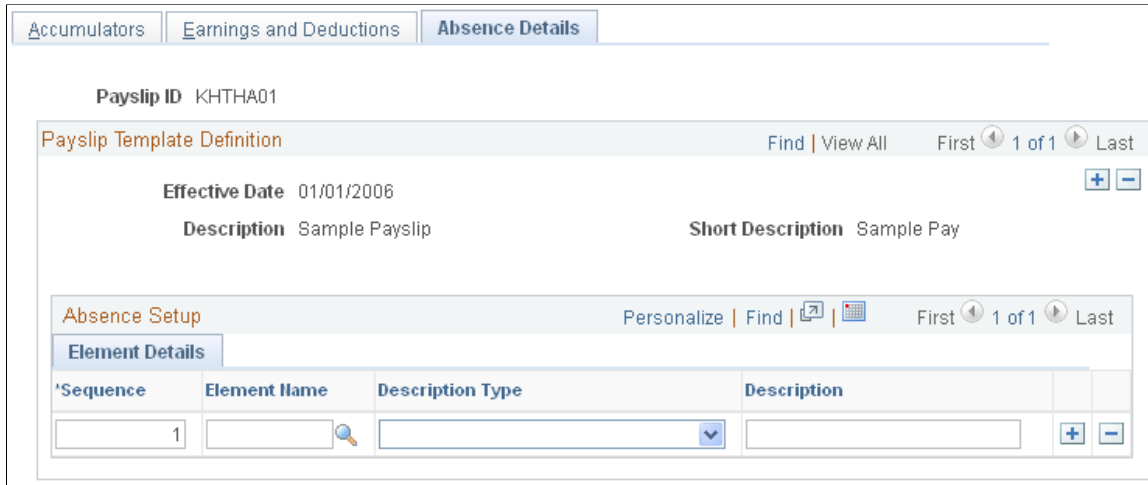 Accumulators Earnings and Deductions Absence Details
Payslip ID KHTHA01
Payslip Template Definition Find | View All First 1 of 1 Last
Effective Date 01/01/2006
Description Sample Payslip Short Description Sample Pay
Absence Setup Personalize | Find | | First 1 of 1 Last
Element Details
*Sequence Element Name Description Type Description
1